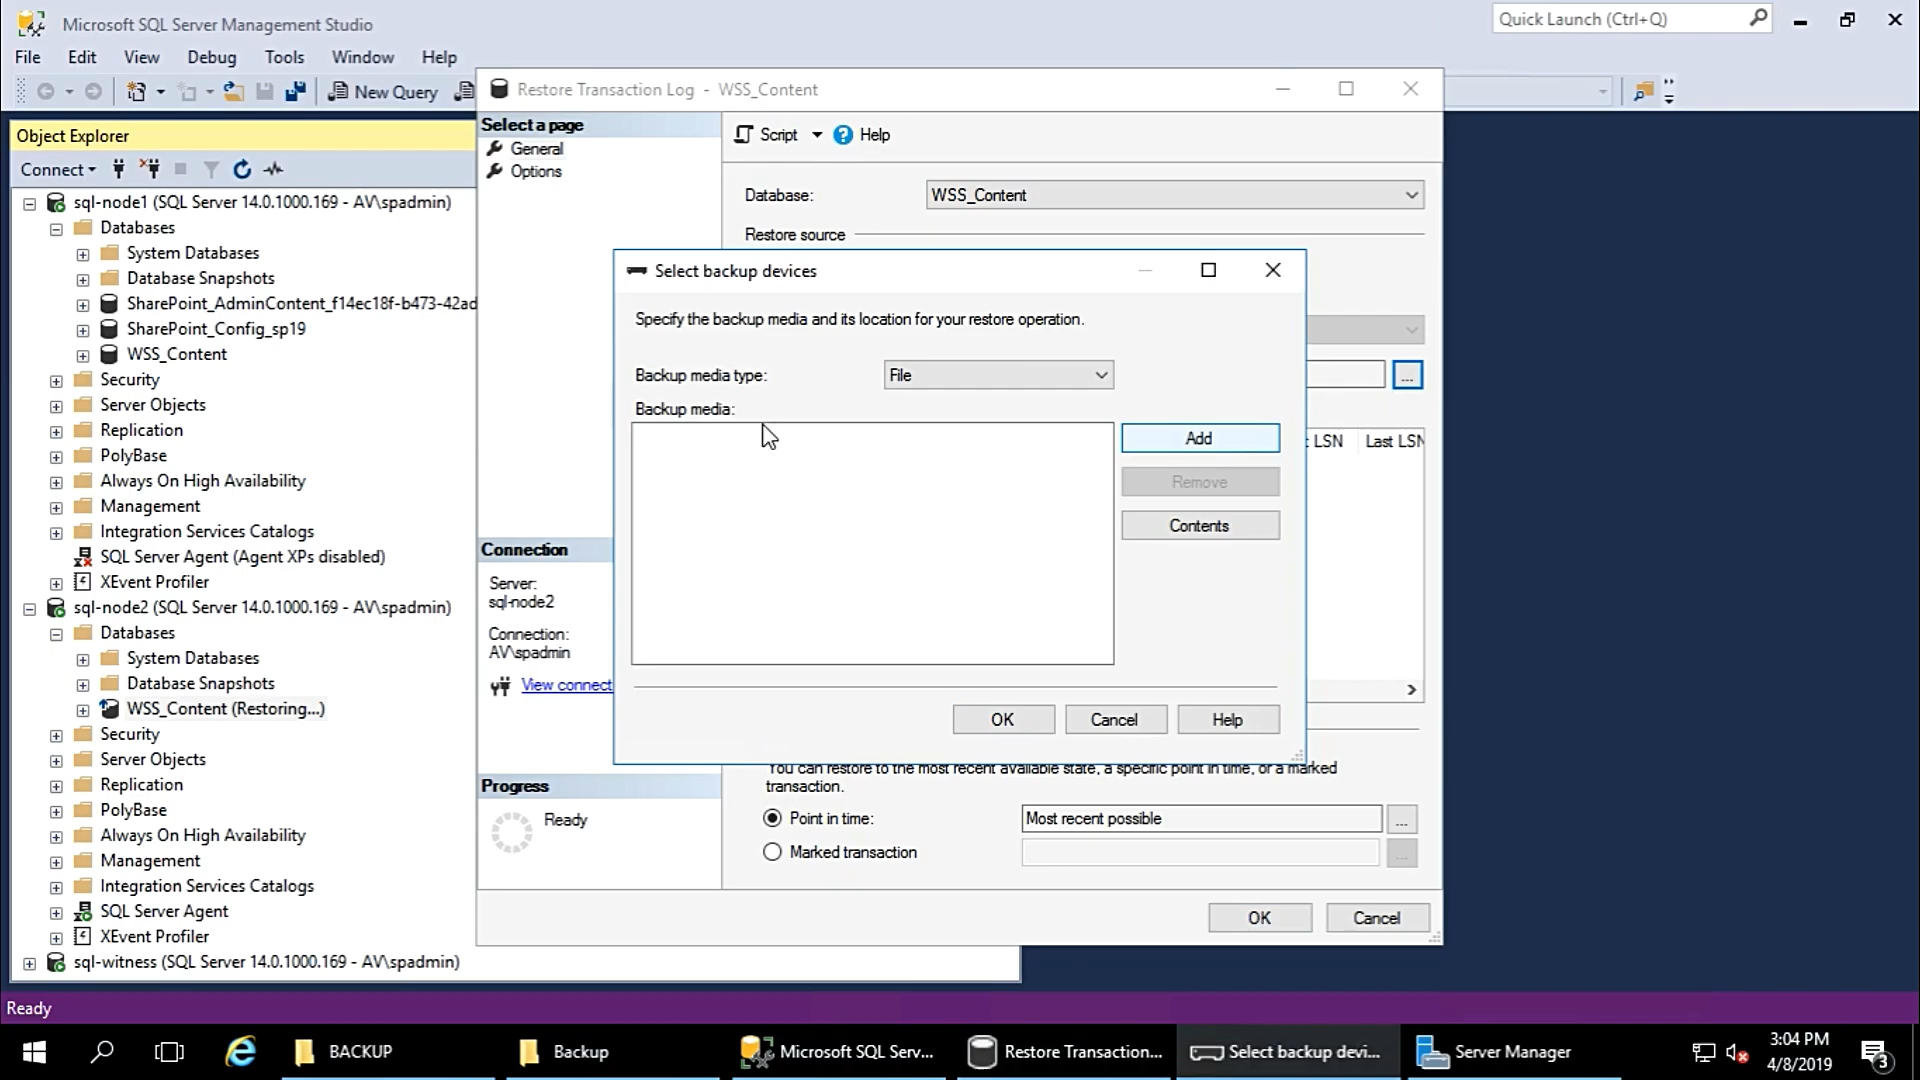 Microsoft SQL Server Management Studio
Quick Launch (Ctrl+Q)
File Edit View Debug Tools Window Help
New Query
Object Explorer
Connect
sql-node1 (SQL Server 14.0.1000.169 - AV\spadmin)
Databases
System Databases
Database Snapshots
SharePoint_AdminContent_f14ec18f-b473-42ad
SharePoint_Config_sp19
WSS_Content
Security
Server Objects
Replication
PolyBase
Always On High Availability
Management
Integration Services Catalogs
SQL Server Agent (Agent XPs disabled)
XEvent Profiler
sql-node2 (SQL Server 14.0.1000.169 - AV\spadmin)
Databases
System Databases
Database Snapshots
WSS_Content (Restoring...)
Security
Server Objects
Replication
PolyBase
Always On High Availability
Management
Integration Services Catalogs
SQL Server Agent
XEvent Profiler
sql-witness (SQL Server 14.0.1000.169 - AV\spadmin)
Restore Transaction Log - WSS_Content
Select a page
General
Options
Script Help
Database: WSS_Content
Restore source
...
LSN Last LSN
Connection
Server:
sql-node2
Connection:
AV\spadmin
View connect
Progress
Ready
Select backup devices
Specify the backup media and its location for your restore operation.
Backup media type: File
Backup media:
Add
Remove
Contents
OK Cancel Help
You can restore to the most recent available state, a specific point in time, or a marked
transaction.
Point in time: Most recent possible ...
Marked transaction ...
OK Cancel
Ready
BACKUP
Backup
Microsoft SQL Serv...
Restore Transaction...
Select backup devi...
Server Manager
3:04 PM
4/8/2019
3